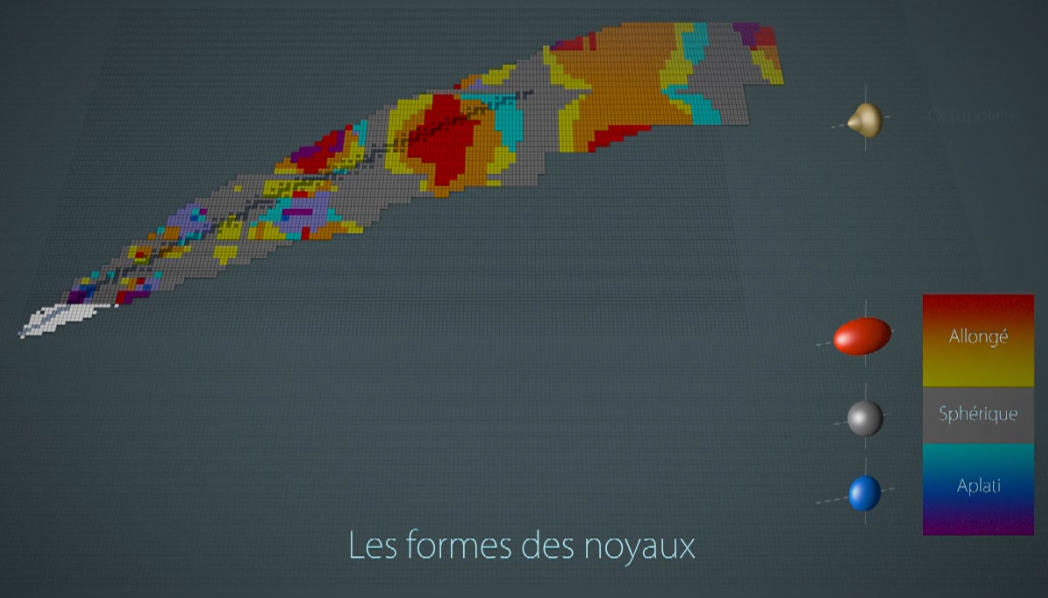 Allongé
Sphérique
Aplati
Les formes des noyaux